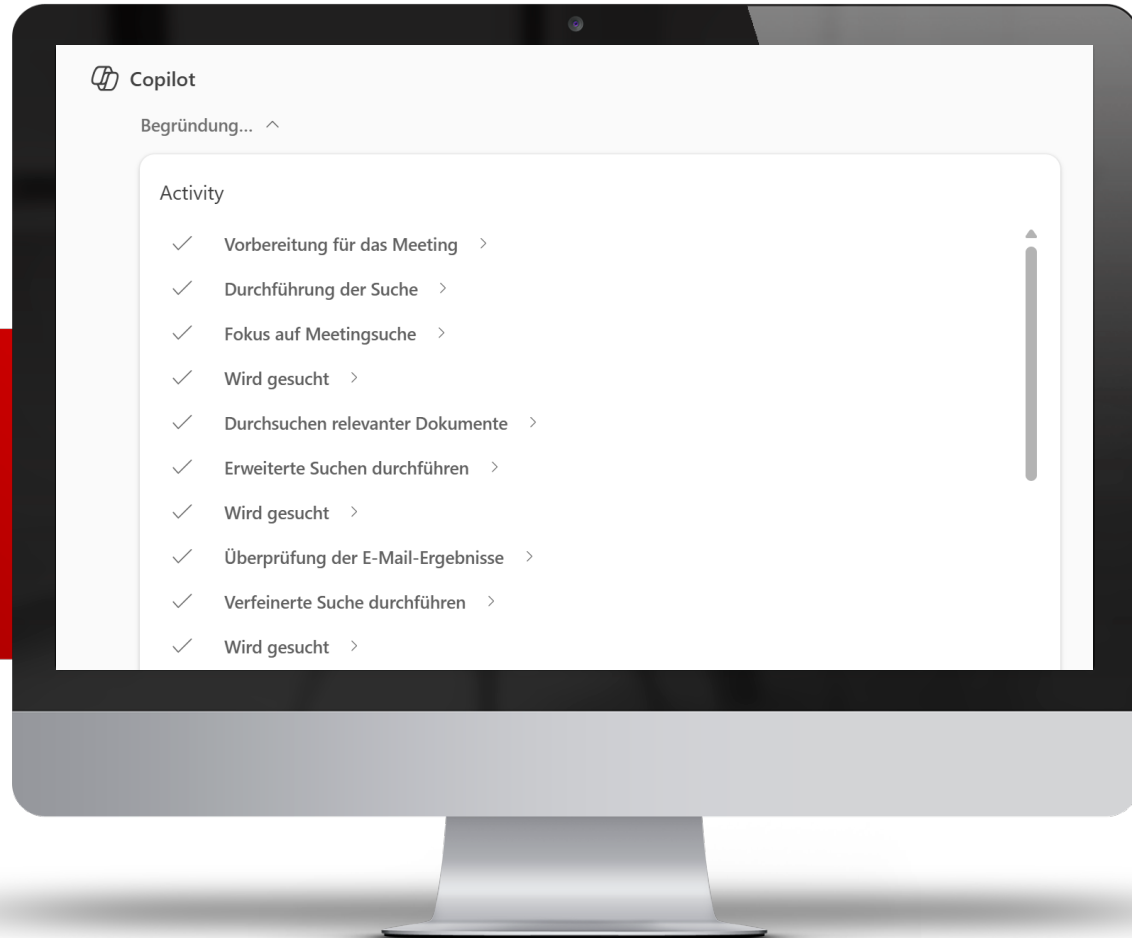 Copilot
Begründung...
Activity
Vorbereitung für das Meeting
Durchführung der Suche
Fokus auf Meetingsuche
Wird gesucht
Durchsuchen relevanter Dokumente
Erweiterte Suchen durchführen
Wird gesucht
Überprüfung der E-Mail-Ergebnisse
Verfeinerte Suche durchführen
Wird gesucht